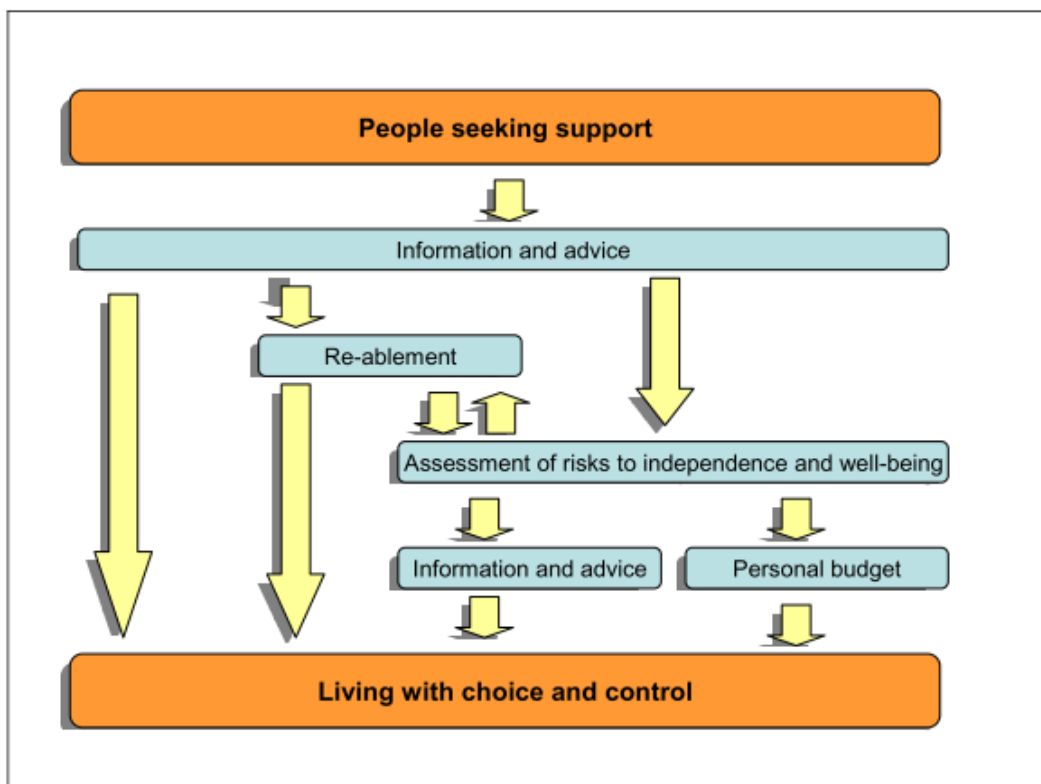 People seeking support
Information and advice
Re-ablement
Assessment of risks to independence and well-being
Information and advice
Personal budget
Living with choice and control